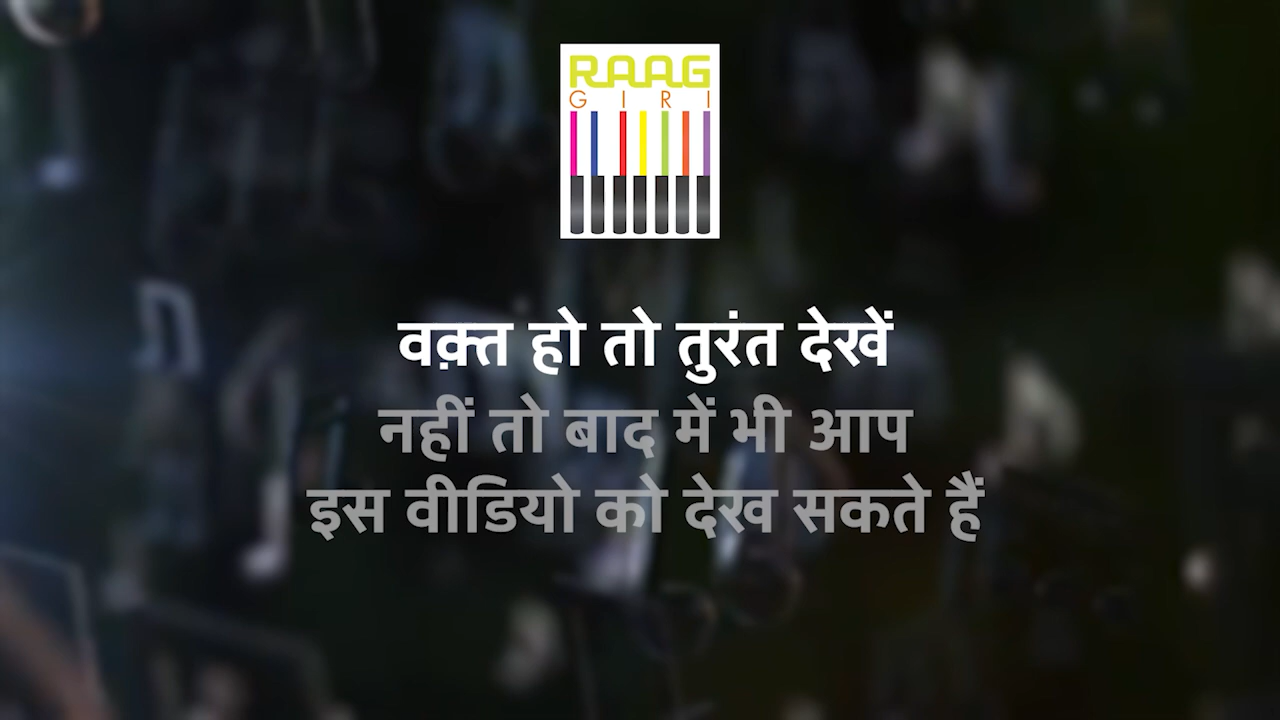 RAAG
GIRI
वक़्त हो तो तुरंत देखें
नहीं तो बाद में भी आप
इस वीडियो को देख सकते हैं